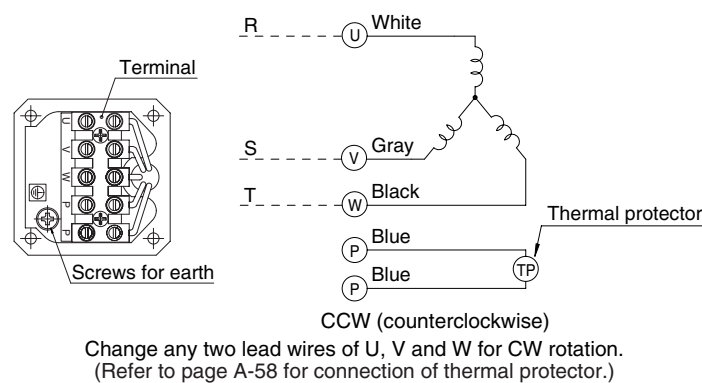 R
U
White
Terminal
U
V
W
P
P
S
V
Gray
T
W
Black
Thermal protector
P
Blue
TP
P
Blue
Screws for earth
CCW (counterclockwise)
Change any two lead wires of U, V and W for CW rotation.
(Refer to page A-58 for connection of thermal protector.)